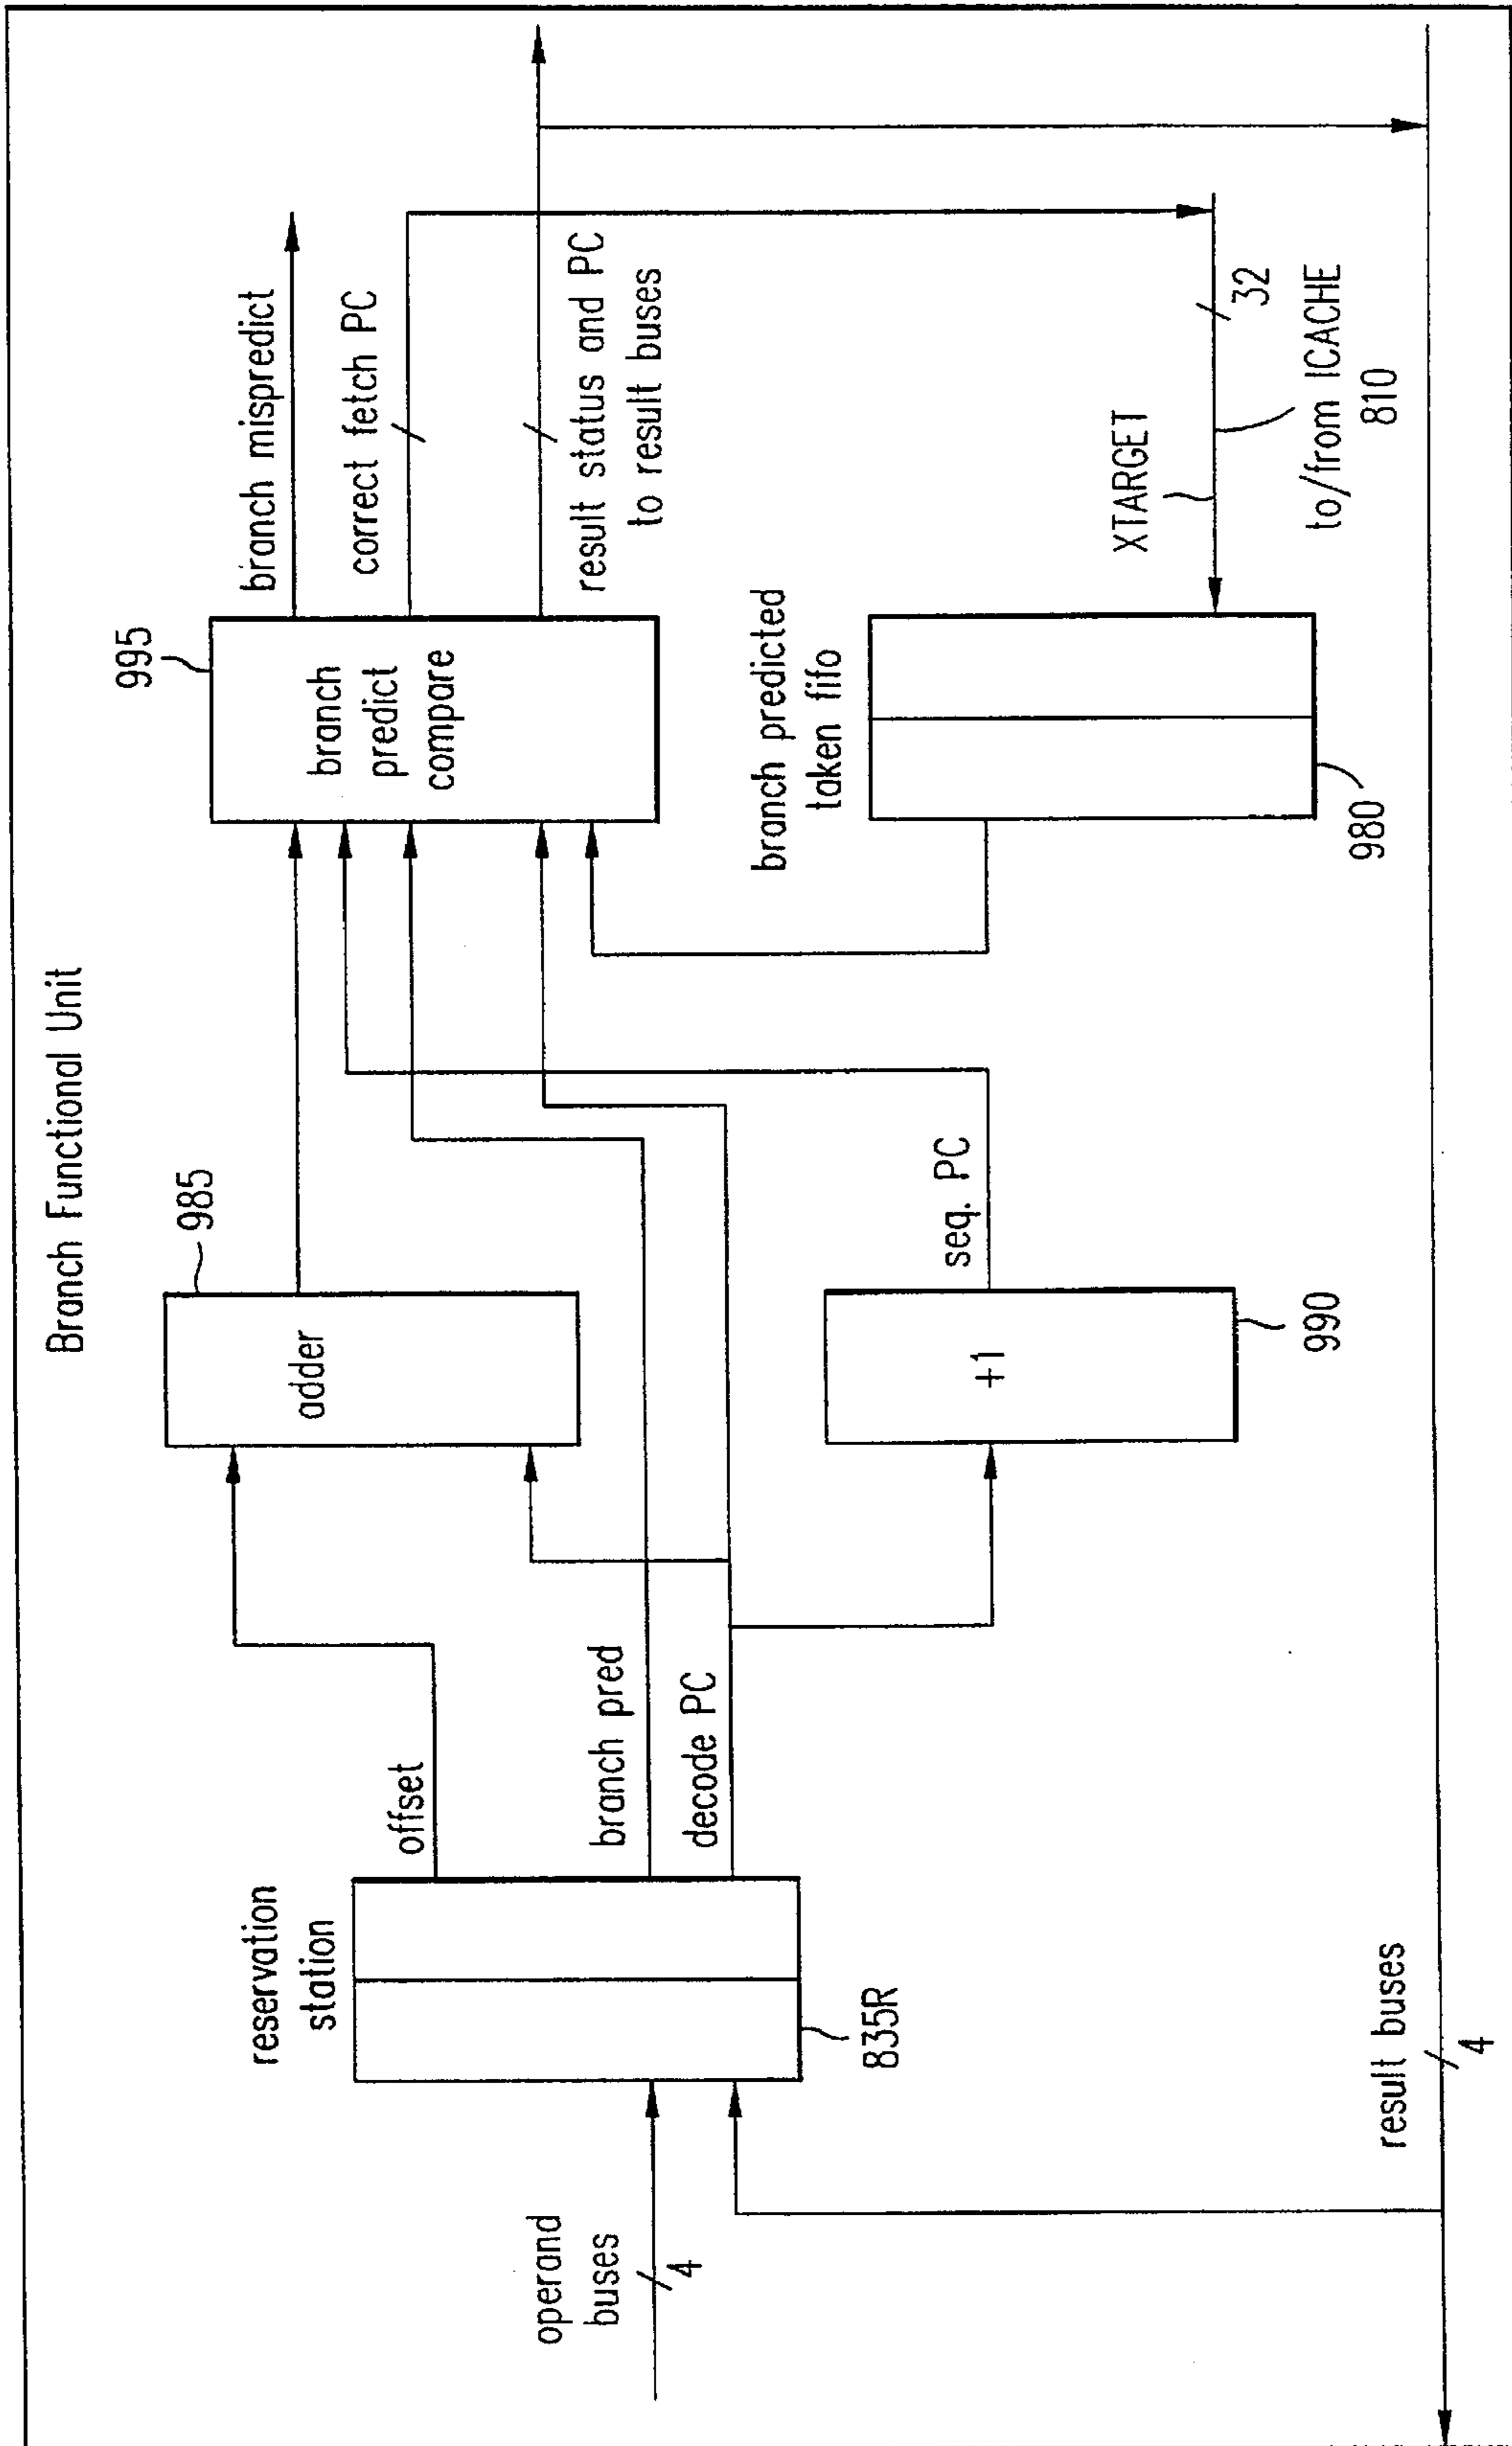 Branch Functional Unit
reservation
station
835R
operand
buses
4
offset
branch pred
decode PC
adder
985
+1
990
seq. PC
995
branch
predict
compare
branch mispredict
correct fetch PC
result status and PC
to result buses
branch predicted
taken fifo
980
XTARGET
32
to/from ICACHE
810
result buses
4